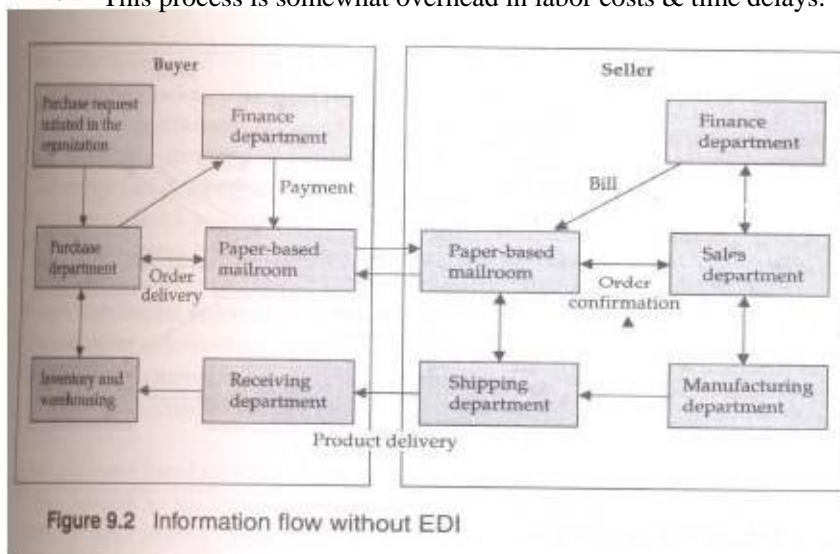 This process is somewhat overhead in labor costs & time delays.
Buyer
Purchase request
initiated in the
organization
Finance
department
Payment
Purchase
department
Order
delivery
Paper-based
mailroom
Inventory and
warehousing
Receiving
department
Product delivery
Seller
Finance
department
Bill
Paper-based
mailroom
Order
confirmation
Sales
department
Shipping
department
Manufacturing
department
Figure 9.2 Information flow without EDI